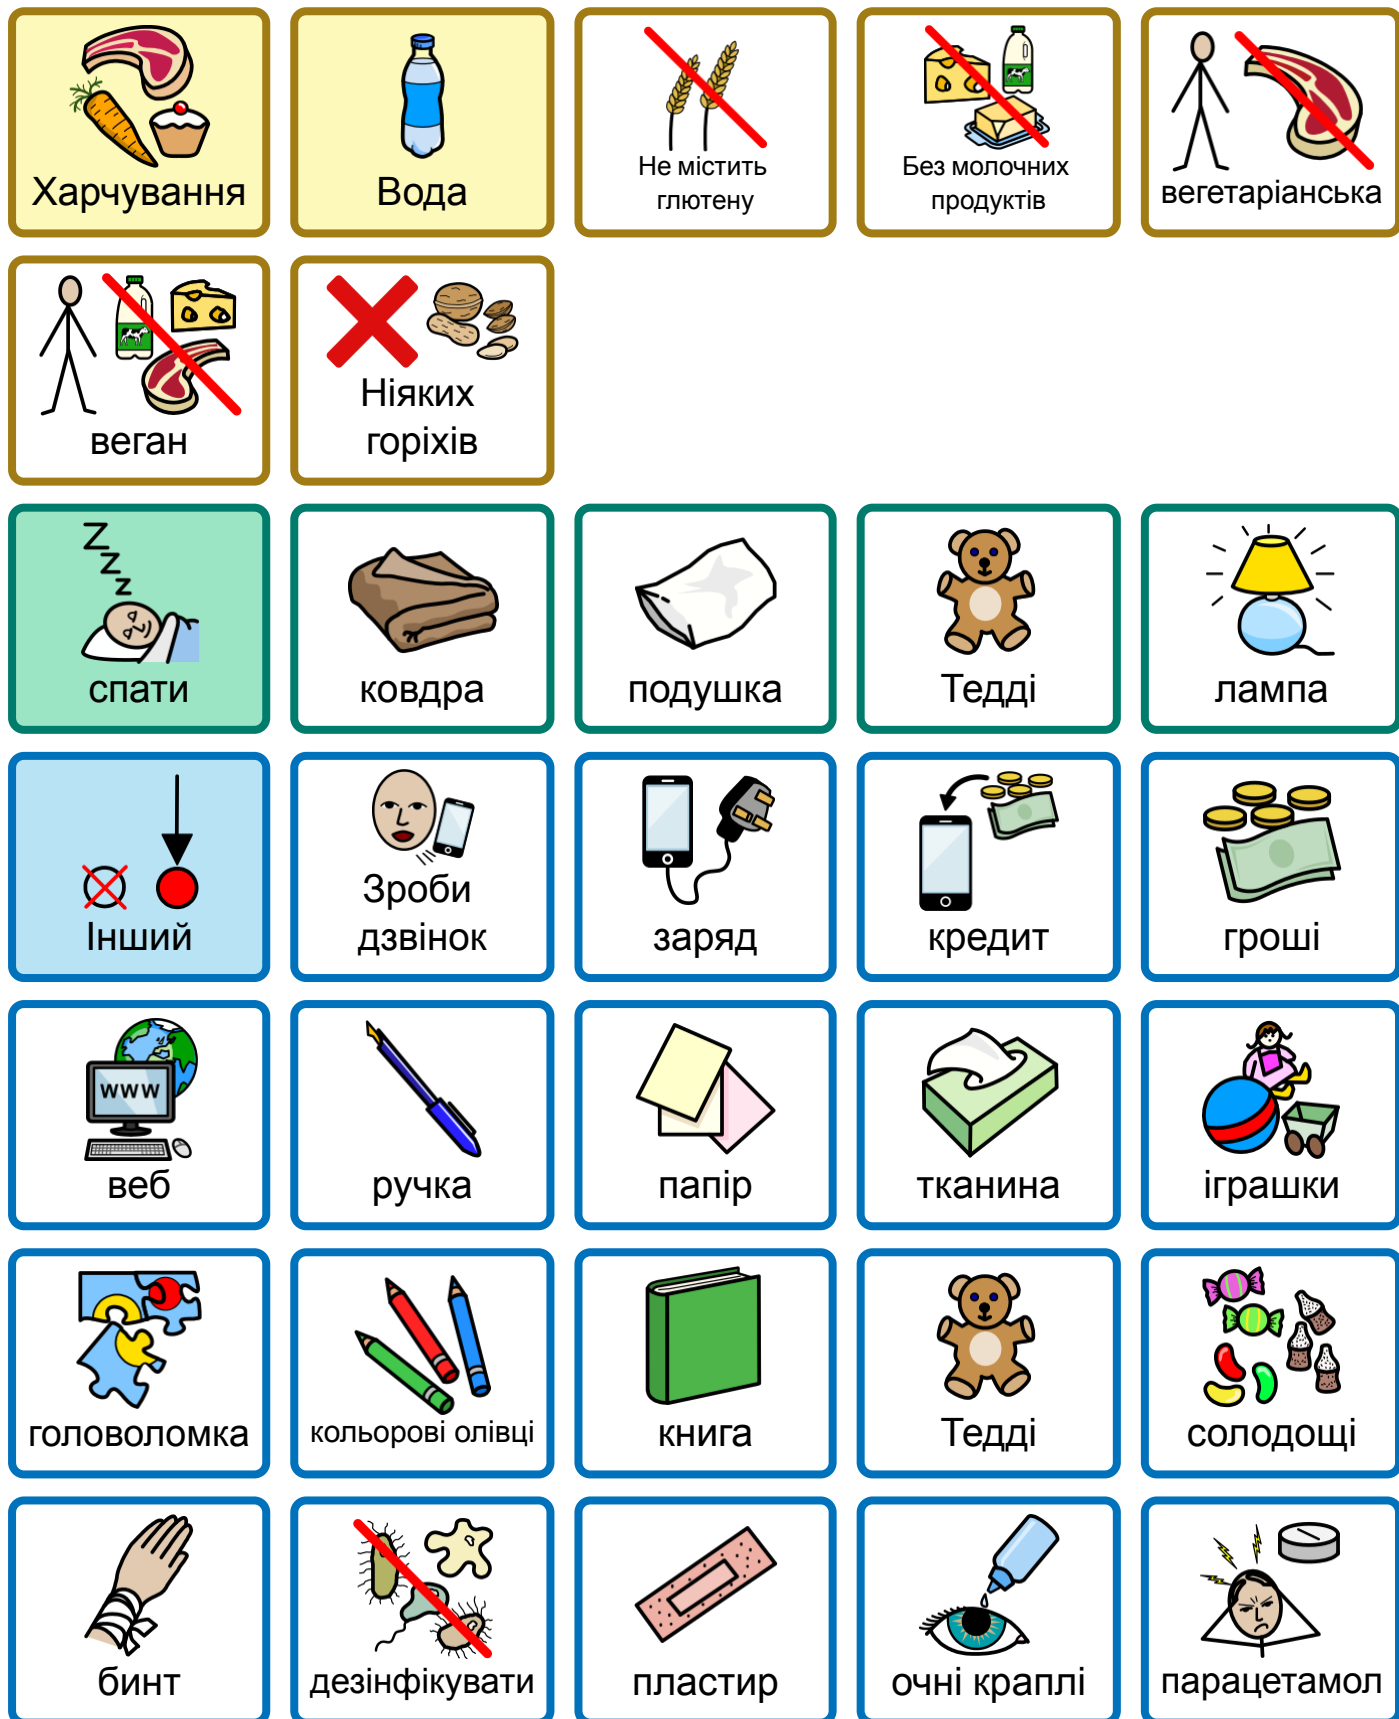 Харчування
Вода
Не містить
глютену
Без молочних
продуктів
вегетаріанська
веган
Ніяких
горіхів
Z
Z
Z
спати
ковдра
подушка
Тедді
лампа
Інший
Зроби
дзвінок
заряд
кредит
гроші
www
веб
ручка
папір
тканина
іграшки
головоломка
кольорові олівці
книга
Тедді
солодощі
бинт
дезінфікувати
пластир
очні краплі
парацетамол